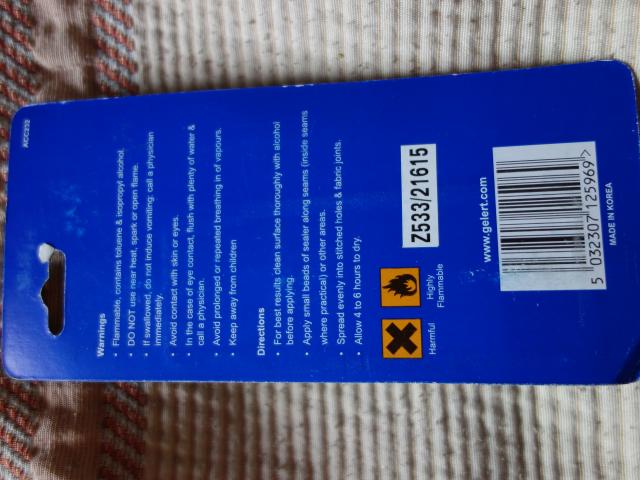 ACC232
Warnings
• Flammable, contains toluene & isopropyl alcohol.
• DO NOT use near heat, spark or open flame.
• If swallowed, do not induce vomiting: call a physician
immediately.
• Avoid contact with skin or eyes.
• In the case of eye contact, flush with plenty of water &
call a physician.
• Avoid prolonged or repeated breathing in of vapours.
• Keep away from children
Directions
• For best results clean surface thoroughly with alcohol
before applying.
• Apply small beads of sealer along seams (inside seams
where practical) or other areas.
• Spread evenly into stitched holes & fabric joints.
• Allow 4 to 6 hours to dry.
Harmful
Highly
Flammable
Z533/21615
www.gelert.com
5 032307 125969 >
MADE IN KOREA